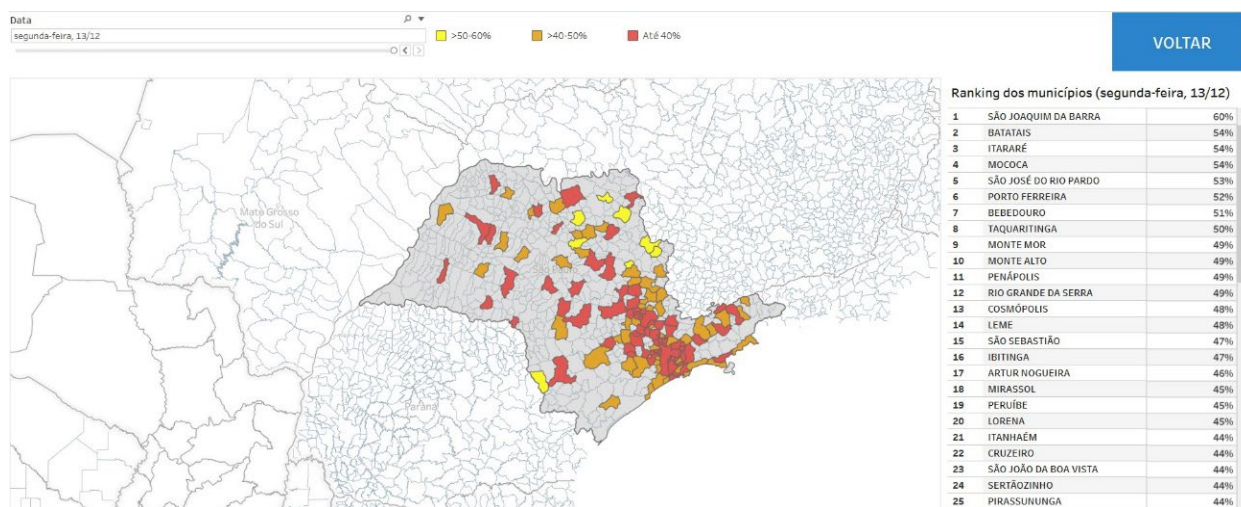 Data
segunda-feira, 13/12
>50-60%
>40-50%
Até 40%
VOLTAR
Mato Grosso
do Sul
Paraná
Ranking dos municípios (segunda-feira, 13/12)
1 SÃO JOAQUIM DA BARRA 60%
2 BATATAIS 54%
3 ITARARÉ 54%
4 MOCOCA 54%
5 SÃO JOSÉ DO RIO PARDO 53%
6 PORTO FERREIRA 52%
7 BEBEDOURO 51%
8 TAQUARITINGA 50%
9 MONTE MOR 49%
10 MONTE ALTO 49%
11 PENÁPOLIS 49%
12 RIO GRANDE DA SERRA 49%
13 COSMÓPOLIS 48%
14 LEME 48%
15 SÃO SEBASTIÃO 47%
16 IBITINGA 47%
17 ARTUR NOGUEIRA 46%
18 MIRASSOL 45%
19 PERUÍBE 45%
20 LORENA 45%
21 ITANHAÉM 44%
22 CRUZEIRO 44%
23 SÃO JOÃO DA BOA VISTA 44%
24 SERTÃOZINHO 44%
25 PIRASSUNUNGA 44%